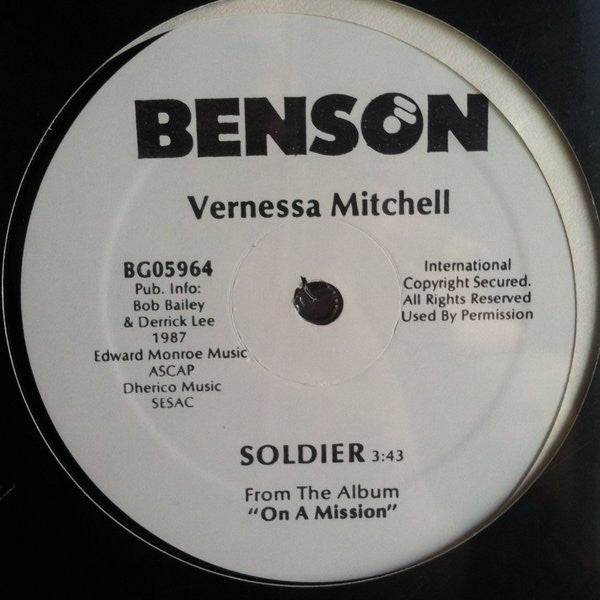 BENSON
Vernessa Mitchell
BG05964
Pub. Info:
Bob Bailey
& Derrick Lee
1987
Edward Monroe Music
ASCAP
Dherico Music
SESAC
International
Copyright Secured.
All Rights Reserved
Used By Permission
SOLDIER 3:43
From The Album
"On A Mission"